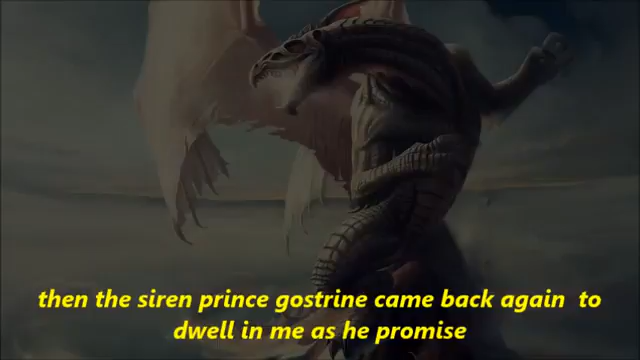 then the siren prince gostrine came back again  to
dwell in me as he promise